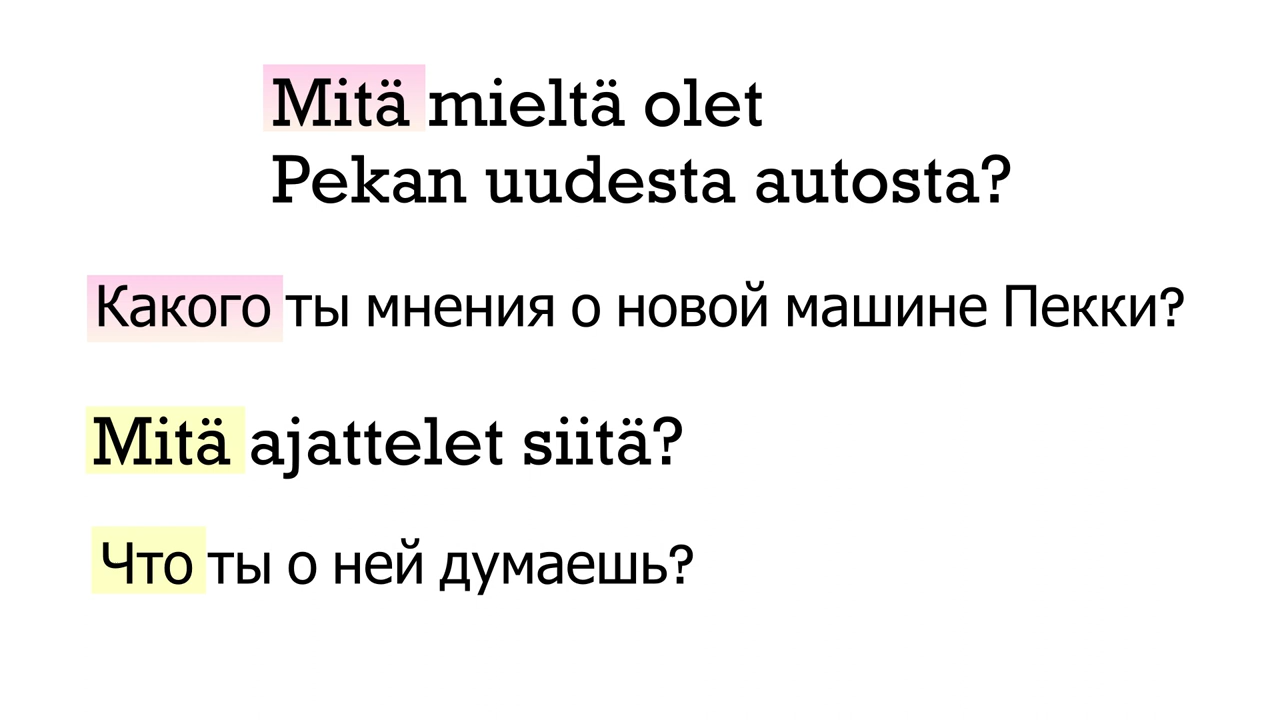 Mitä mieltä olet
Pekan uudesta autosta?
Какого ты мнения о новой машине Пекки?
Mitä ajattelet siitä?
Что ты о ней думаешь?